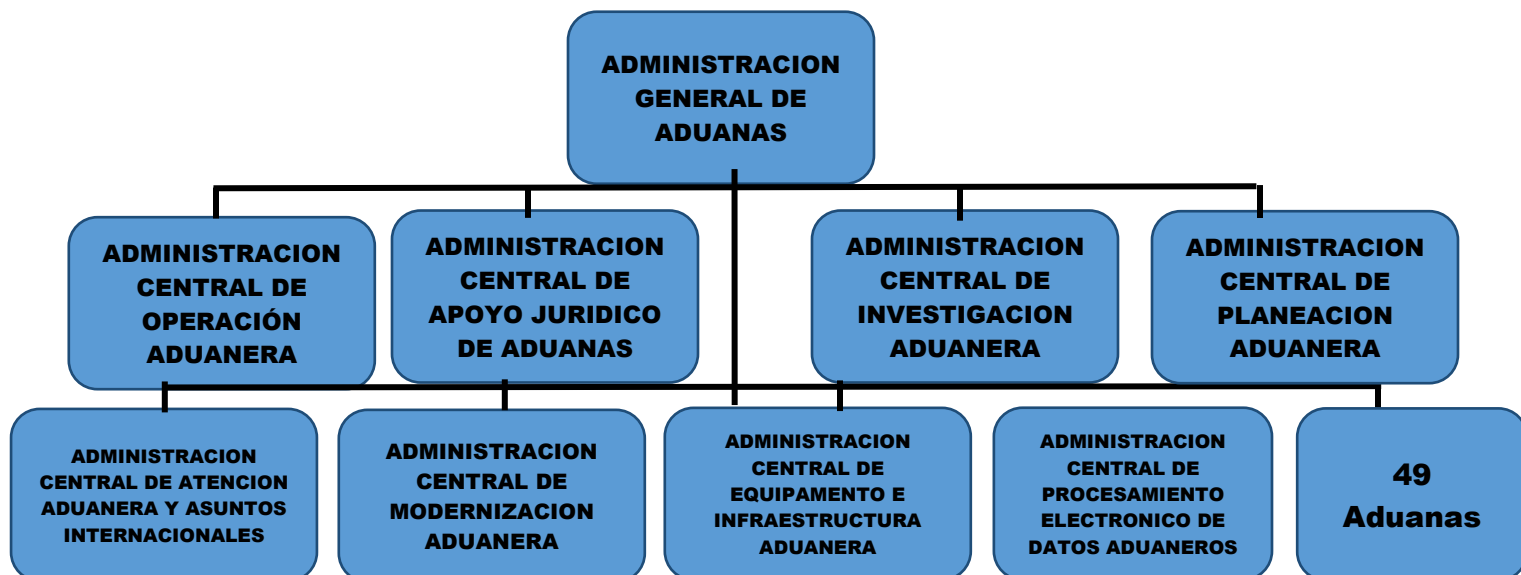 ADMINISTRACION
GENERAL DE
ADUANAS
ADMINISTRACION
CENTRAL DE
OPERACIÓN
ADUANERA
ADMINISTRACION
CENTRAL DE
APOYO JURIDICO
DE ADUANAS
ADMINISTRACION
CENTRAL DE
INVESTIGACION
ADUANERA
ADMINISTRACION
CENTRAL DE
PLANEACION
ADUANERA
ADMINISTRACION
CENTRAL DE ATENCION
ADUANERA Y ASUNTOS
INTERNACIONALES
ADMINISTRACION
CENTRAL DE
MODERNIZACION
ADUANERA
ADMINISTRACION
CENTRAL DE
EQUIPAMENTO E
INFRAESTRUCTURA
ADUANERA
ADMINISTRACION
CENTRAL DE
PROCESAMIENTO
ELECTRONICO DE
DATOS ADUANEROS
49
Aduanas